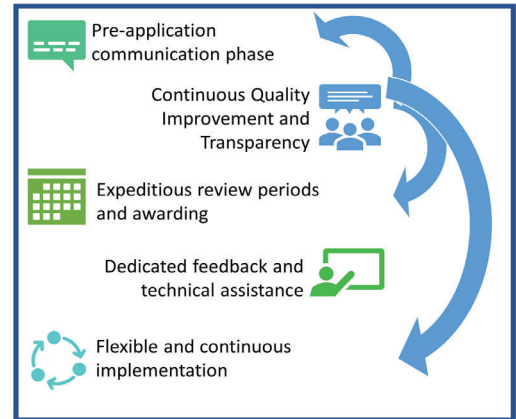 Pre-application
communication phase
Continuous Quality
Improvement and
Transparency
Expeditious review periods
and awarding
Dedicated feedback and
technical assistance
Flexible and continuous
implementation